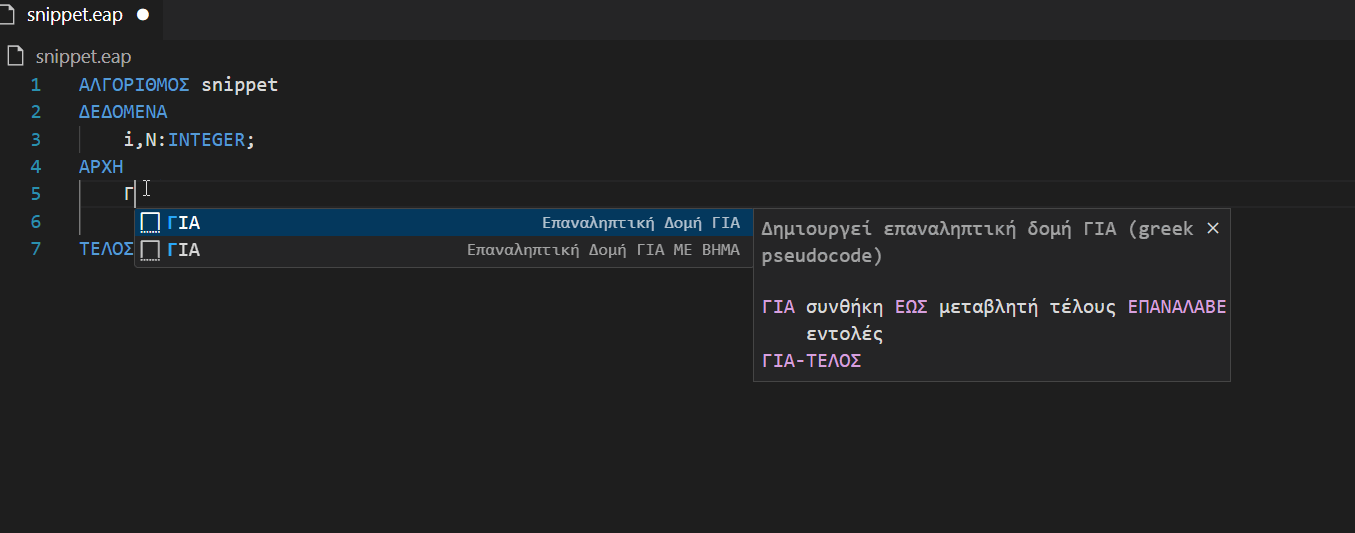 snippet.eap
snippet.eap
1 ΑΛΓΟΡΙΘΜΟΣ snippet
2 ΔΕΔΟΜΕΝΑ
3 i,N:INTEGER;
4 ΑΡΧΗ
5 Γ
6 ΓΙΑ Επαναληπτική Δομή ΓΙΑ
7 ΤΕΛΟΣ ΓΙΑ Επαναληπτική Δομή ΓΙΑ ΜΕ ΒΗΜΑ
Δημιουργεί επαναληπτική δομή ΓΙΑ (greek
pseudocode)
ΓΙΑ συνθήκη ΕΩΣ μεταβλητή τέλους ΕΠΑΝΑΛΑΒΕ
εντολές
ΓΙΑ-ΤΕΛΟΣ